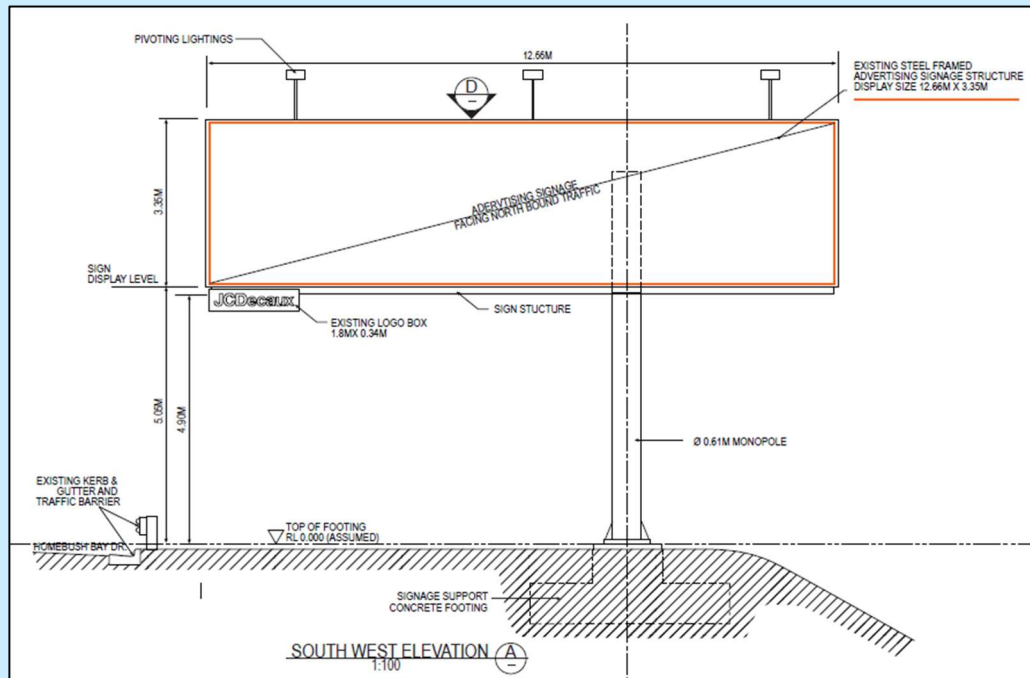 PIVOTING LIGHTINGS
12.66M
EXISTING STEEL FRAMED
ADVERTISING SIGNAGE STRUCTURE
DISPLAY SIZE 12.66M X 3.35M
D
–
3.35M
ADERVTISING SIGNAGE
FACING NORTH BOUND TRAFFIC
SIGN
DISPLAY LEVEL
JCDecaux
SIGN STUCTURE
EXISTING LOGO BOX
1.8MX 0.34M
5.05M
4.90M
Ø 0.61M MONOPOLE
EXISTING KERB &
GUTTER AND
TRAFFIC BARRIER
TOP OF FOOTING
RL 0.000 (ASSUMED)
HOMEBUSH BAY DR.
SIGNAGE SUPPORT
CONCRETE FOOTING
SOUTH WEST ELEVATION
A
–
1:100